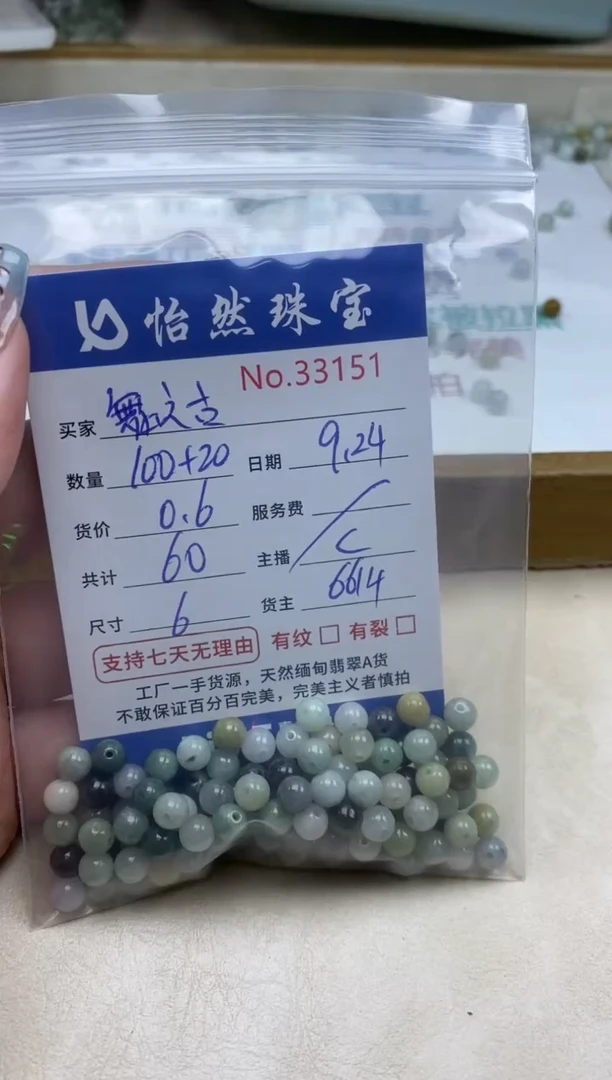 怡然珠宝
No.33151
买家 舞文吉
数量 100+20 日期 9.24
货价 0.6 服务费
共计 60 主播 C
尺寸 6 货主 6614
支持七天无理由 有纹 □ 有裂 □
工厂一手货源，天然缅甸翡翠A货
不敢保证百分百完美，完美主义者慎拍